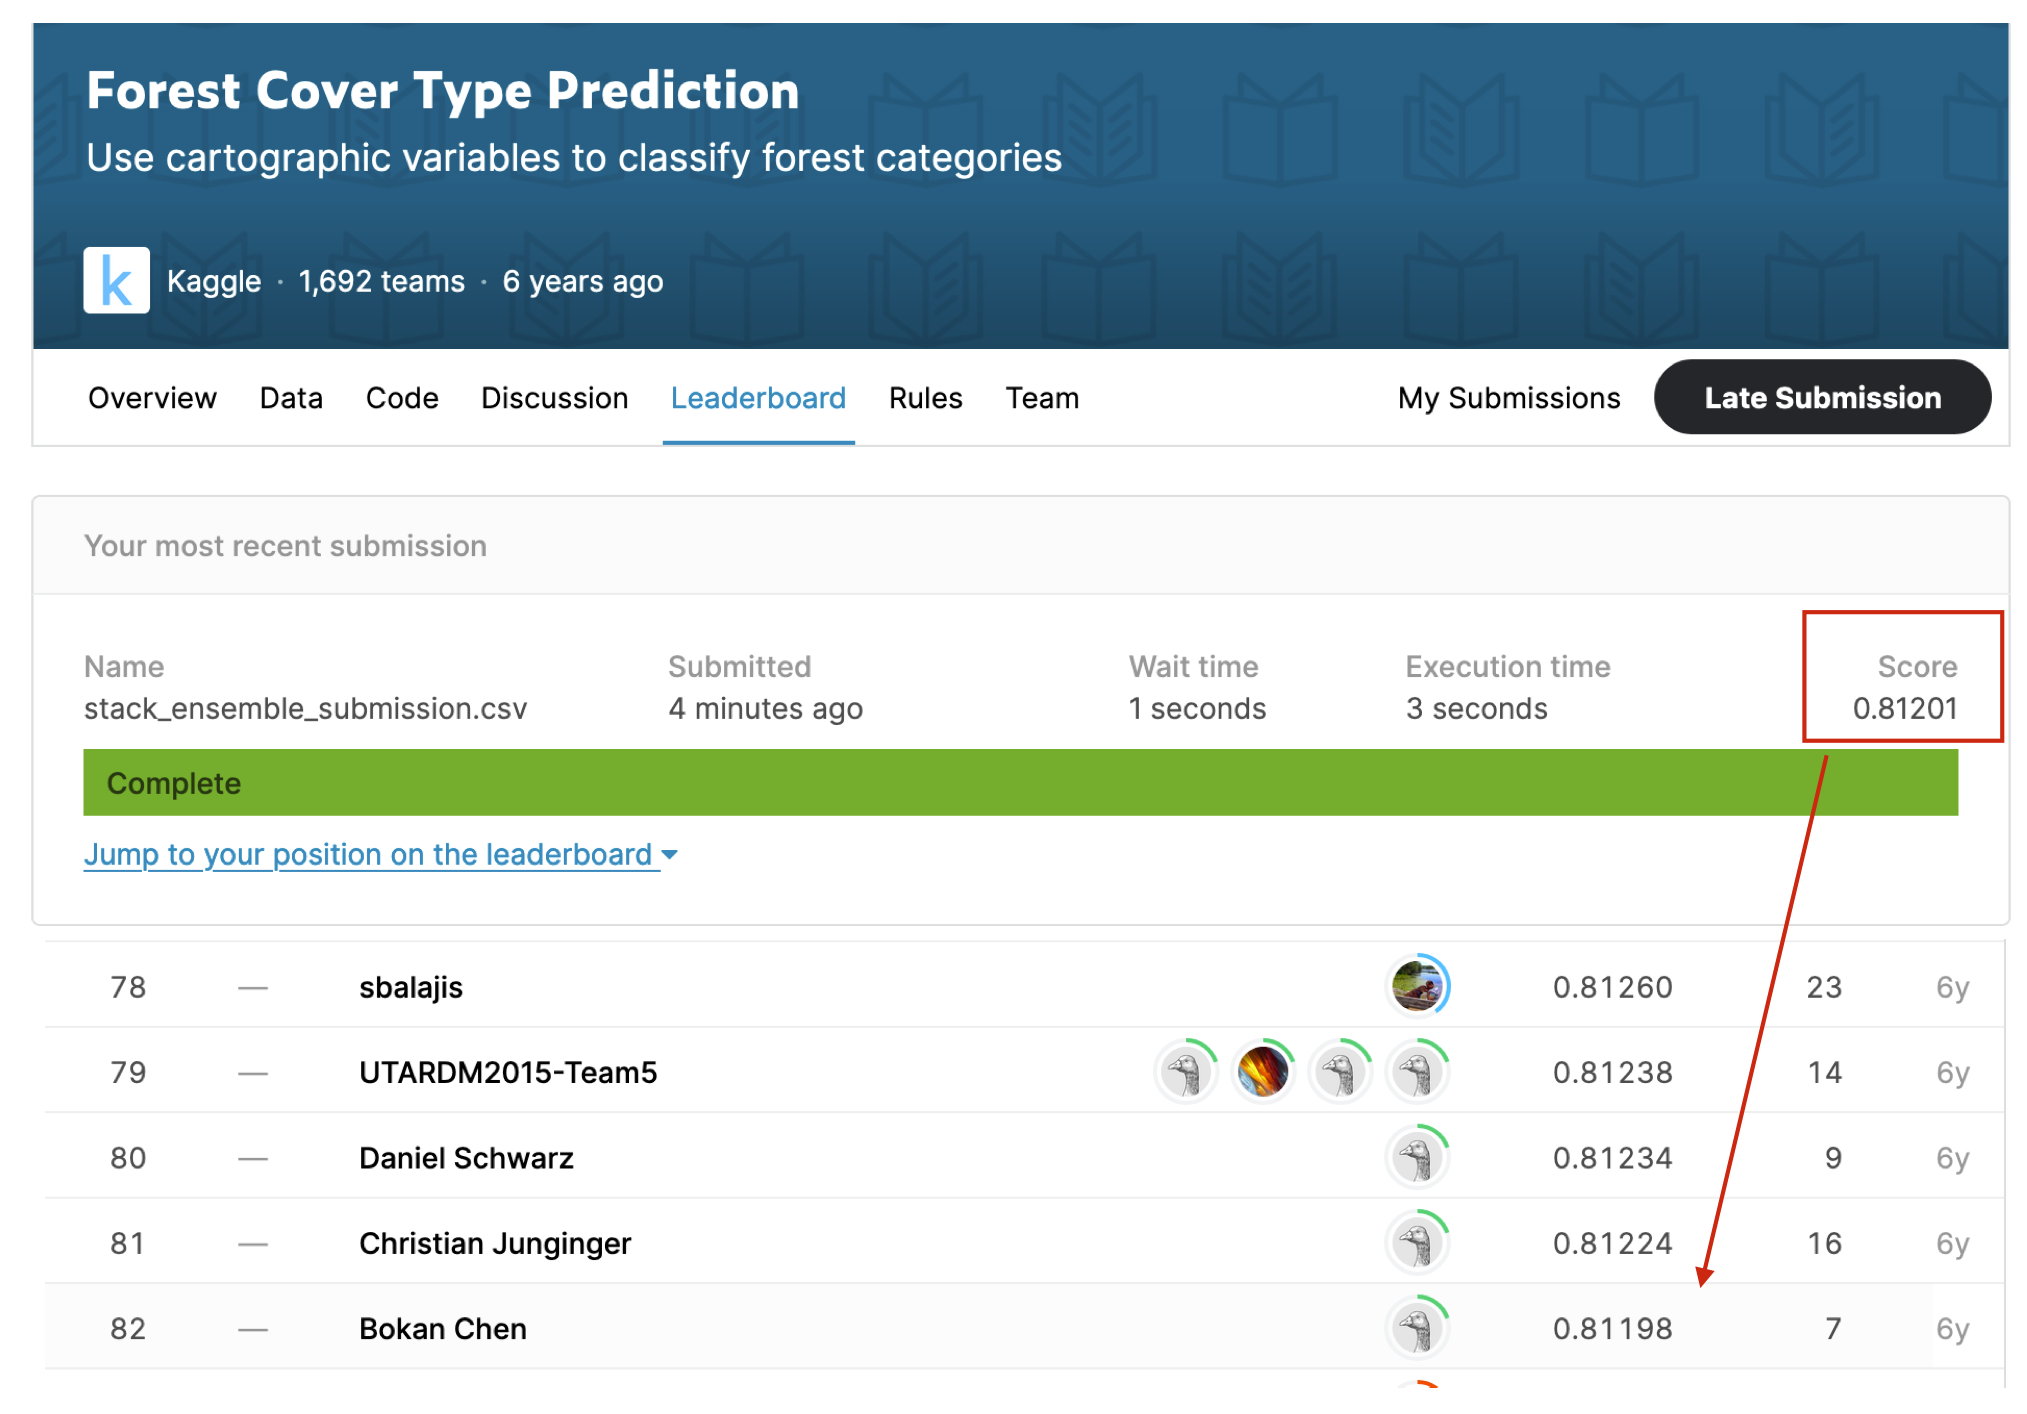 Forest Cover Type Prediction
Use cartographic variables to classify forest categories
k Kaggle · 1,692 teams · 6 years ago
Overview Data Code Discussion Leaderboard Rules Team My Submissions Late Submission
Your most recent submission
Name Submitted Wait time Execution time Score
stack_ensemble_submission.csv 4 minutes ago 1 seconds 3 seconds 0.81201
Complete
Jump to your position on the leaderboard
78 — sbalajis 0.81260 23 6y
79 — UTARDM2015-Team5 0.81238 14 6y
80 — Daniel Schwarz 0.81234 9 6y
81 — Christian Junginger 0.81224 16 6y
82 — Bokan Chen 0.81198 7 6y